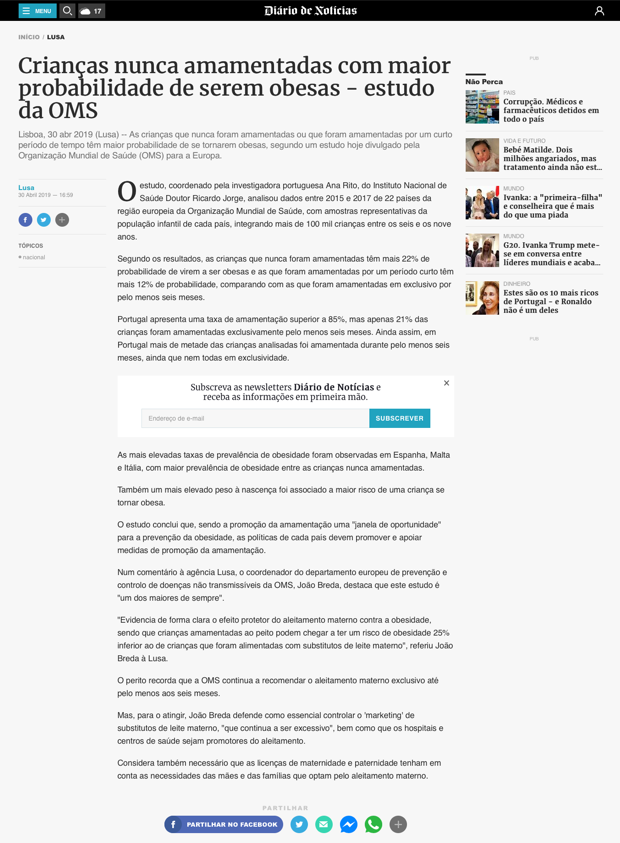 MENU
17
Diário de Notícias
INÍCIO / LUSA
Crianças nunca amamentadas com maior
probabilidade de serem obesas - estudo
da OMS
Lisboa, 30 abr 2019 (Lusa) -- As crianças que nunca foram amamentadas ou que foram amamentadas por um curto
período de tempo têm maior probabilidade de se tornarem obesas, segundo um estudo hoje divulgado pela
Organização Mundial de Saúde (OMS) para a Europa.
Lusa
30 Abril 2019 — 16:59
TÓPICOS
nacional
O estudo, coordenado pela investigadora portuguesa Ana Rito, do Instituto Nacional de
Saúde Doutor Ricardo Jorge, analisou dados entre 2015 e 2017 de 22 países da
região europeia da Organização Mundial de Saúde, com amostras representativas da
população infantil de cada país, integrando mais de 100 mil crianças entre os seis e os nove
anos.
Segundo os resultados, as crianças que nunca foram amamentadas têm mais 22% de
probabilidade de virem a ser obesas e as que foram amamentadas por um período curto têm
mais 12% de probabilidade, comparando com as que foram amamentadas em exclusivo por
pelo menos seis meses.
Portugal apresenta uma taxa de amamentação superior a 85%, mas apenas 21% das
crianças foram amamentadas exclusivamente pelo menos seis meses. Ainda assim, em
Portugal mais de metade das crianças analisadas foi amamentada durante pelo menos seis
meses, ainda que nem todas em exclusividade.
Subscreva as newsletters Diário de Notícias e
receba as informações em primeira mão.
Endereço de e-mail
SUBSCREVER
As mais elevadas taxas de prevalência de obesidade foram observadas em Espanha, Malta
e Itália, com maior prevalência de obesidade entre as crianças nunca amamentadas.
Também um mais elevado peso à nascença foi associado a maior risco de uma criança se
tornar obesa.
O estudo conclui que, sendo a promoção da amamentação uma "janela de oportunidade"
para a prevenção da obesidade, as políticas de cada país devem promover e apoiar
medidas de promoção da amamentação.
Num comentário à agência Lusa, o coordenador do departamento europeu de prevenção e
controlo de doenças não transmissíveis da OMS, João Breda, destaca que este estudo é
"um dos maiores de sempre".
"Evidencia de forma clara o efeito protetor do aleitamento materno contra a obesidade,
sendo que crianças amamentadas ao peito podem chegar a ter um risco de obesidade 25%
inferior ao de crianças que foram alimentadas com substitutos de leite materno", referiu João
Breda à Lusa.
O perito recorda que a OMS continua a recomendar o aleitamento materno exclusivo até
pelo menos aos seis meses.
Mas, para o atingir, João Breda defende como essencial controlar o 'marketing' de
substitutos de leite materno, "que continua a ser excessivo", bem como que os hospitais e
centros de saúde sejam promotores do aleitamento.
Considera também necessário que as licenças de maternidade e paternidade tenham em
conta as necessidades das mães e das famílias que optam pelo aleitamento materno.
PUB
Não Perca
PAÍS
Corrupção. Médicos e
farmacêuticos detidos em
todo o país
VIDA E FUTURO
Bebé Matilde. Dois
milhões angariados, mas
tratamento ainda não est...
MUNDO
Ivanka: a "primeira-filha"
e conselheira que é mais
do que uma piada
MUNDO
G20. Ivanka Trump mete-
se em conversa entre
líderes mundiais e acaba...
DINHEIRO
Estes são os 10 mais ricos
de Portugal - e Ronaldo
não é um deles
PUB
PARTILHAR
PARTILHAR NO FACEBOOK